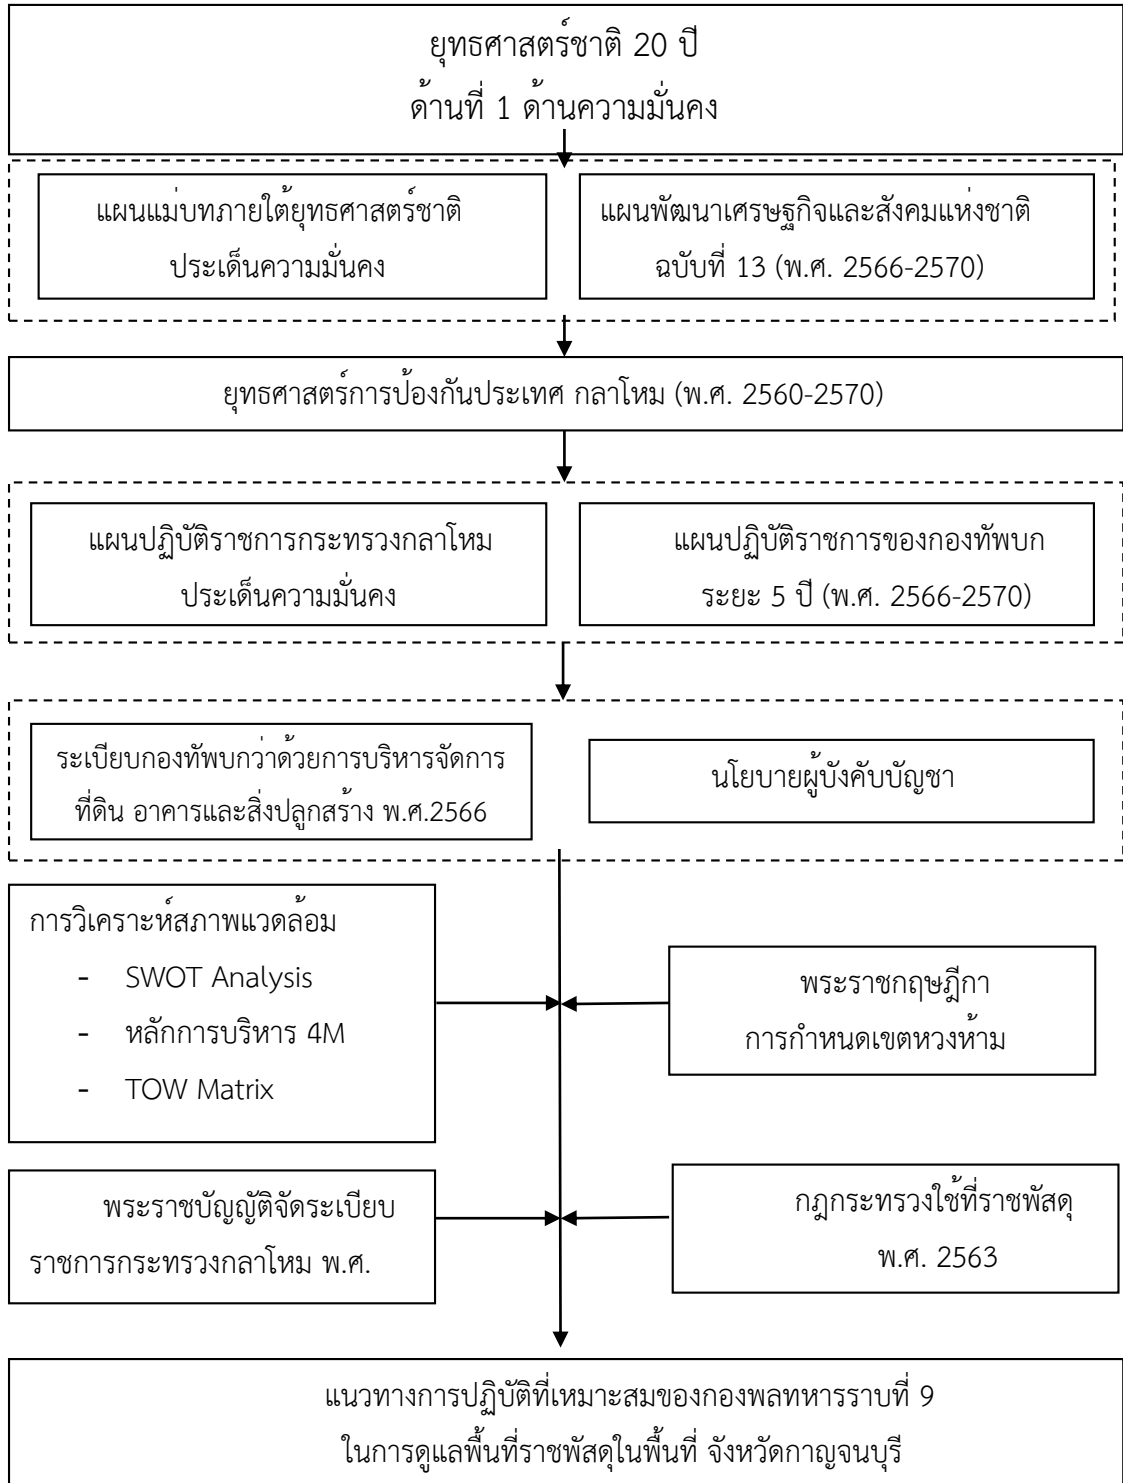 ยุทธศาสตร์ชาติ 20 ปี
ด้านที่ 1 ด้านความมั่นคง
แผนแม่บทภายใต้ยุทธศาสตร์ชาติ
ประเด็นความมั่นคง
แผนพัฒนาเศรษฐกิจและสังคมแห่งชาติ
ฉบับที่ 13 (พ.ศ. 2566-2570)
ยุทธศาสตร์การป้องกันประเทศ กลาโหม (พ.ศ. 2560-2570)
แผนปฏิบัติราชการกระทรวงกลาโหม
ประเด็นความมั่นคง
แผนปฏิบัติราชการของกองทัพบก
ระยะ 5 ปี (พ.ศ. 2566-2570)
ระเบียบกองทัพบกว่าด้วยการบริหารจัดการ
ที่ดิน อาคารและสิ่งปลูกสร้าง พ.ศ.2566
นโยบายผู้บังคับบัญชา
การวิเคราะห์สภาพแวดล้อม
- SWOT Analysis
- หลักการบริหาร 4M
- TOW Matrix
พระราชกฤษฎีกา
การกำหนดเขตหวงห้าม
พระราชบัญญัติจัดระเบียบ
ราชการกระทรวงกลาโหม พ.ศ.
กฎกระทรวงใช้ที่ราชพัสดุ
พ.ศ. 2563
แนวทางการปฏิบัติที่เหมาะสมของกองพลทหารราบที่ 9
ในการดูแลพื้นที่ราชพัสดุในพื้นที่ จังหวัดกาญจนบุรี